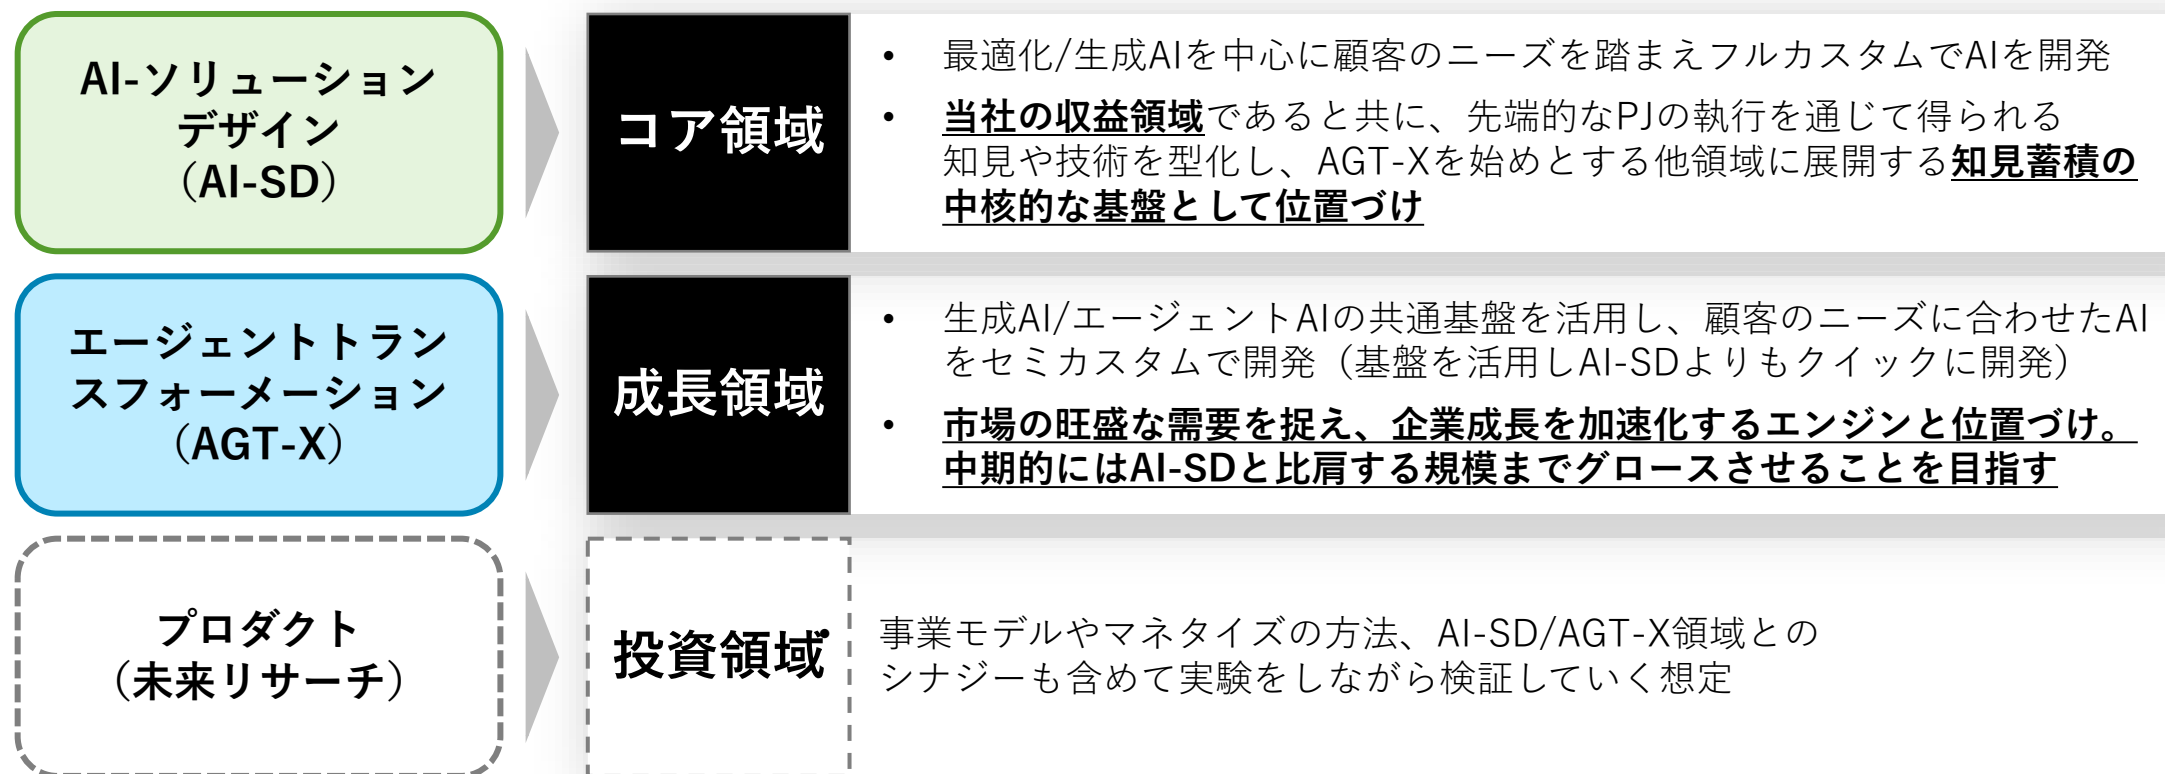 AI-ソリューション
デザイン
（AI-SD）
コア領域
• 最適化/生成AIを中心に顧客のニーズを踏まえフルカスタムでAIを開発
• 当社の収益領域であると共に、先端的なPJの執行を通じて得られる
知見や技術を型化し、AGT-Xを始めとする他領域に展開する知見蓄積の
中核的な基盤として位置づけ
エージェントトラン
スフォーメーション
（AGT-X）
成長領域
• 生成AI/エージェントAIの共通基盤を活用し、顧客のニーズに合わせたAI
をセミカスタムで開発（基盤を活用しAI-SDよりもクイックに開発）
• 市場の旺盛な需要を捉え、企業成長を加速化するエンジンと位置づけ。
中期的にはAI-SDと比肩する規模までグロースさせることを目指す
プロダクト
（未来リサーチ）
投資領域
• 事業モデルやマネタイズの方法、AI-SD/AGT-X領域との
シナジーも含めて実験をしながら検証していく想定